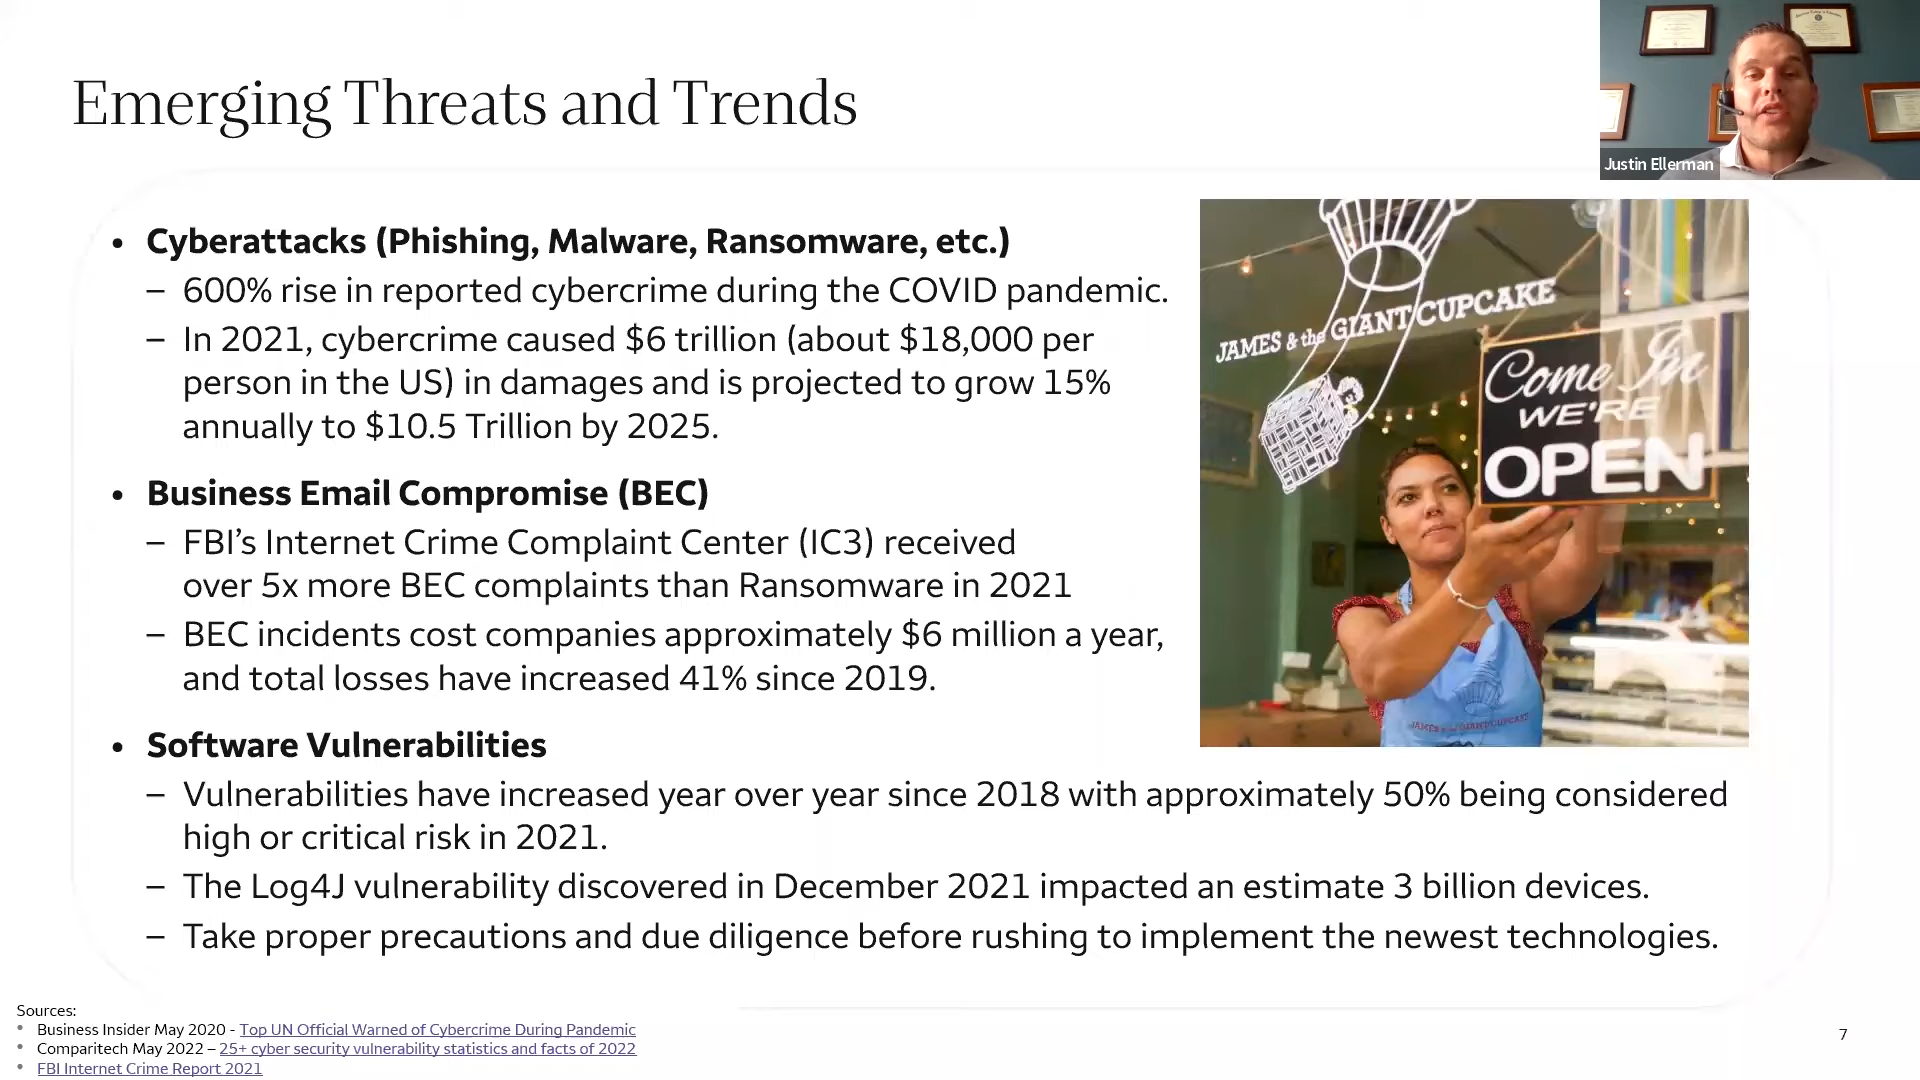 Emerging Threats and Trends
Justin Ellerman
• Cyberattacks (Phishing, Malware, Ransomware, etc.)
– 600% rise in reported cybercrime during the COVID pandemic.
– In 2021, cybercrime caused $6 trillion (about $18,000 per
person in the US) in damages and is projected to grow 15%
annually to $10.5 Trillion by 2025.
• Business Email Compromise (BEC)
– FBI’s Internet Crime Complaint Center (IC3) received
over 5x more BEC complaints than Ransomware in 2021
– BEC incidents cost companies approximately $6 million a year,
and total losses have increased 41% since 2019.
• Software Vulnerabilities
– Vulnerabilities have increased year over year since 2018 with approximately 50% being considered
high or critical risk in 2021.
– The Log4J vulnerability discovered in December 2021 impacted an estimate 3 billion devices.
– Take proper precautions and due diligence before rushing to implement the newest technologies.
JAMES & the GIANT CUPCAKE
Come In
WE'RE
OPEN
JAMES & the GIANT CUPCAKE
Sources:
• Business Insider May 2020 - Top UN Official Warned of Cybercrime During Pandemic
• Comparitech May 2022 – 25+ cyber security vulnerability statistics and facts of 2022
• FBI Internet Crime Report 2021
7